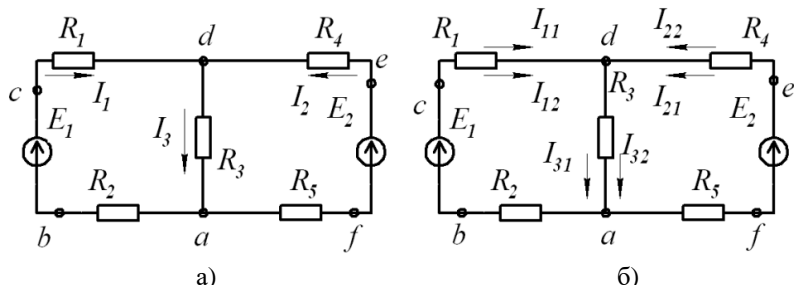 R1 d R4 e
c I1 I2
E1 I3 R3 E2
R2 R5
b a f
а)
R1 I11 d I22 R4
c I12 R3 I21 e
E1 E2
R2 I31 I32 R5
b a f
б)